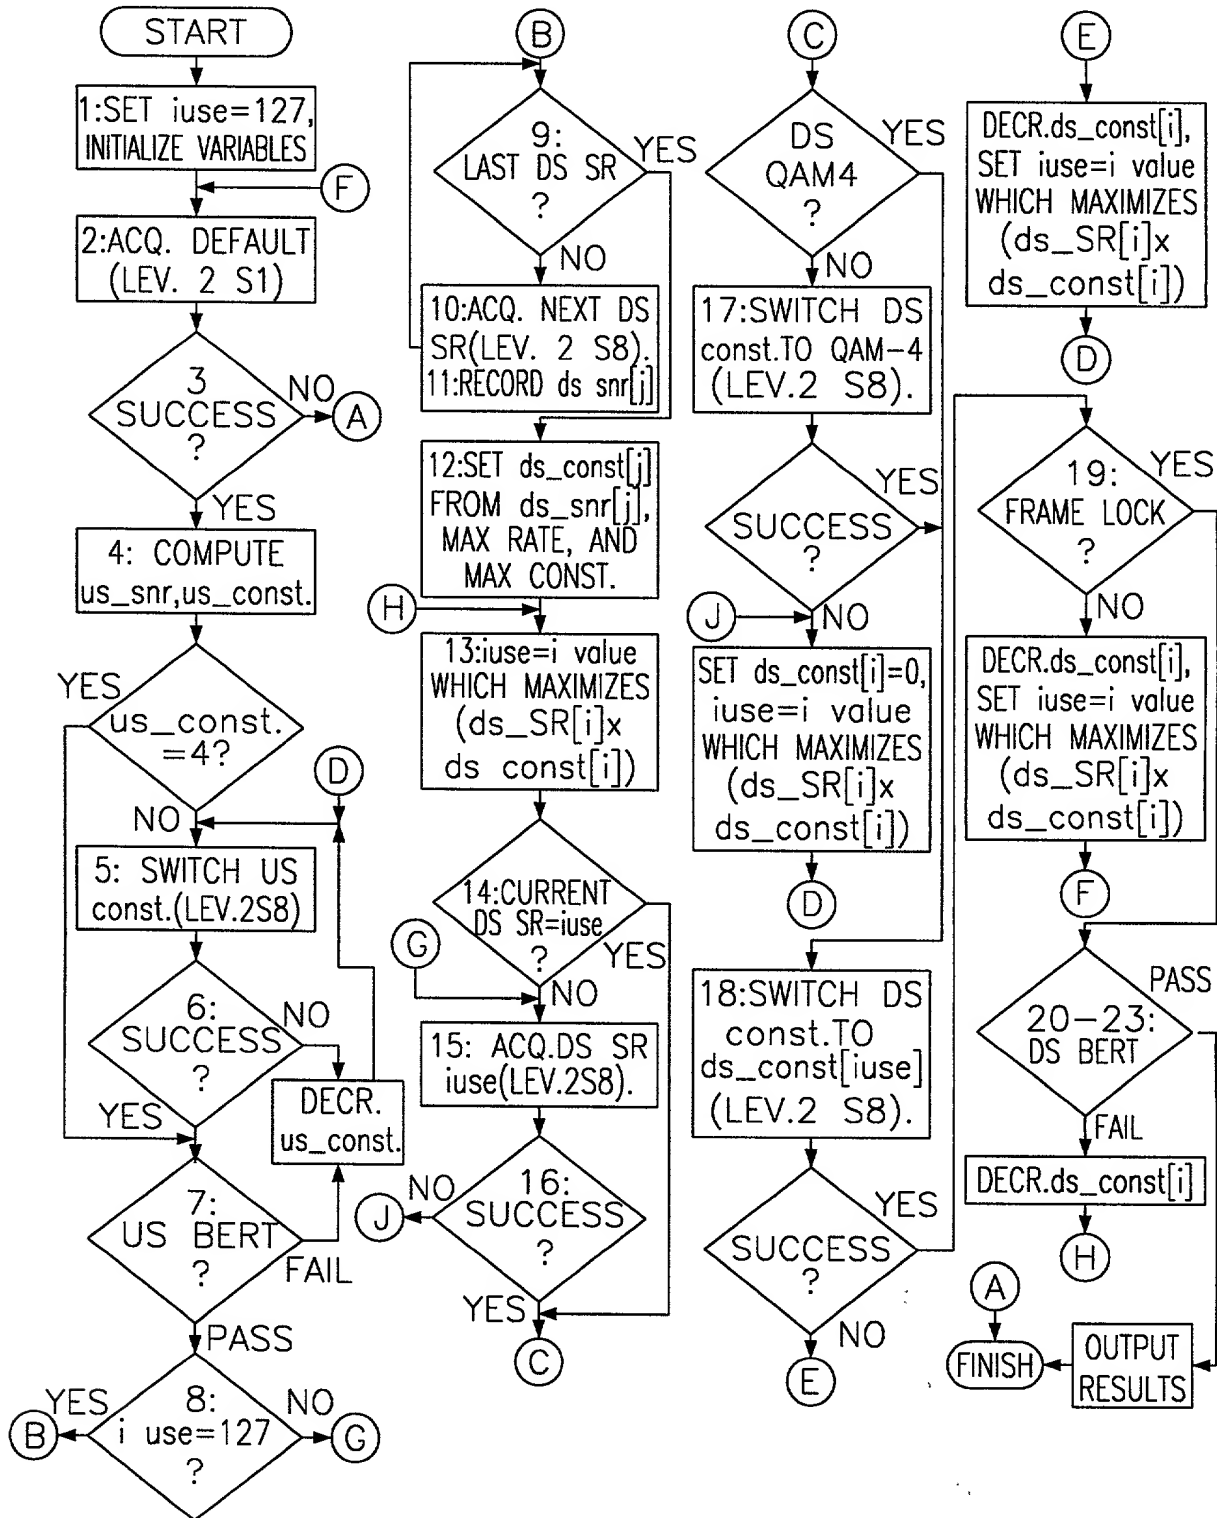 START
1:SET iuse=127,
INITIALIZE VARIABLES
F
2:ACQ. DEFAULT
(LEV. 2 S1)
3
SUCCESS
?
NO
A
YES
4: COMPUTE
us_snr,us_const.
YES
us_const.
=4?
D
NO
5: SWITCH US
const.(LEV.2S8)
6:
SUCCESS
?
NO
YES
DECR.
us_const.
7:
US BERT
?
FAIL
PASS
YES
8:
i use=127
?
NO
B
G
B
9:
LAST DS SR
?
YES
NO
10:ACQ. NEXT DS
SR(LEV. 2 S8).
11:RECORD ds snr[j]
12:SET ds_const[j]
FROM ds_snr[j],
MAX RATE, AND
MAX CONST.
H
13:iuse=i value
WHICH MAXIMIZES
(ds_SR[i]x
ds const[i])
14:CURRENT
DS SR=iuse
?
YES
G
NO
15: ACQ.DS SR
iuse(LEV.2S8).
NO
16:
SUCCESS
?
J
YES
C
C
DS
QAM4
?
YES
NO
17:SWITCH DS
const.TO QAM-4
(LEV.2 S8).
YES
SUCCESS
?
J
NO
SET ds_const[i]=0,
iuse=i value
WHICH MAXIMIZES
(ds_SR[i]x
ds_const[i])
D
18:SWITCH DS
const.TO
ds_const[iuse]
(LEV.2 S8).
YES
SUCCESS
?
NO
E
E
DECR.ds_const[i],
SET iuse=i value
WHICH MAXIMIZES
(ds_SR[i]x
ds_const[i])
D
19:
FRAME LOCK
?
YES
NO
DECR.ds_const[i],
SET iuse=i value
WHICH MAXIMIZES
(ds_SR[i]x
ds_const[i])
F
PASS
20-23:
DS BERT
FAIL
DECR.ds_const[i]
H
A
FINISH
OUTPUT
RESULTS